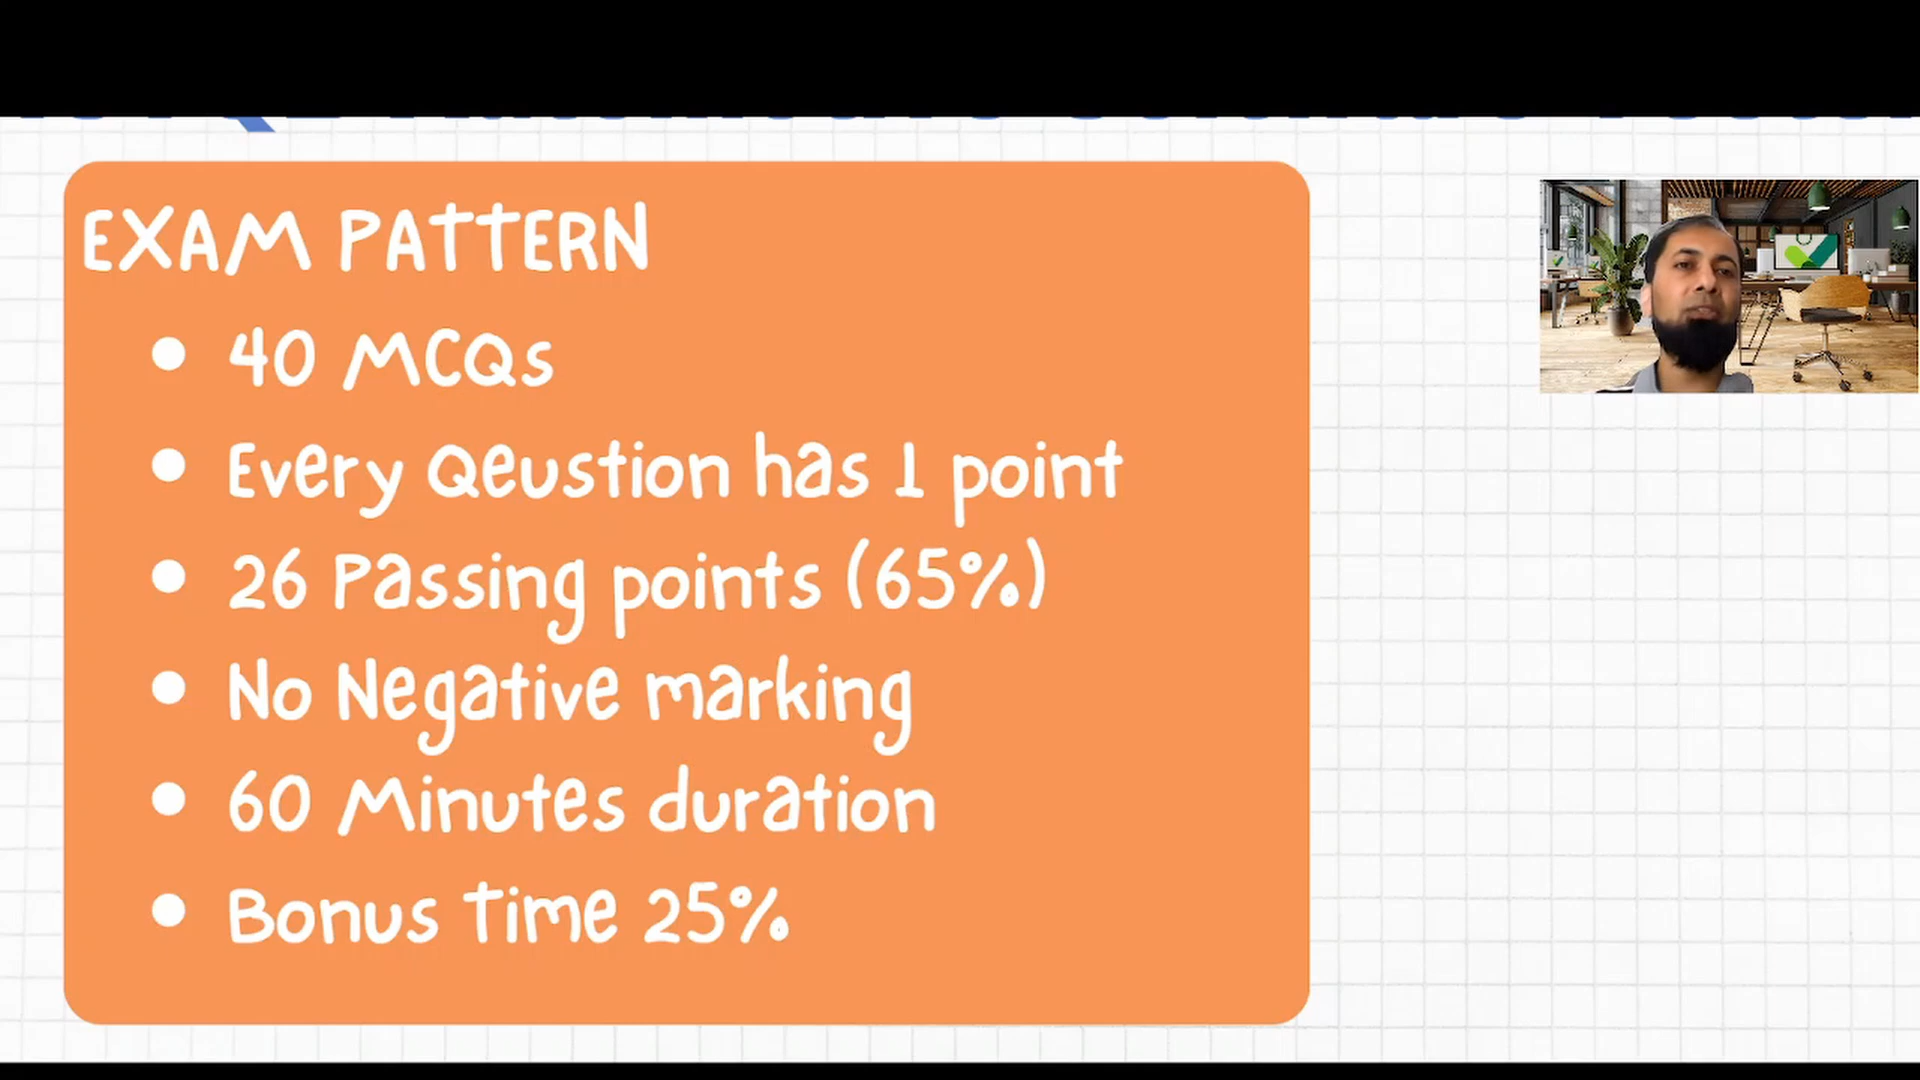 EXAM PATTERN
40 MCQs
Every Qeustion has 1 point
26 Passing points (65%)
No Negative marking
60 Minutes duration
Bonus Time 25%